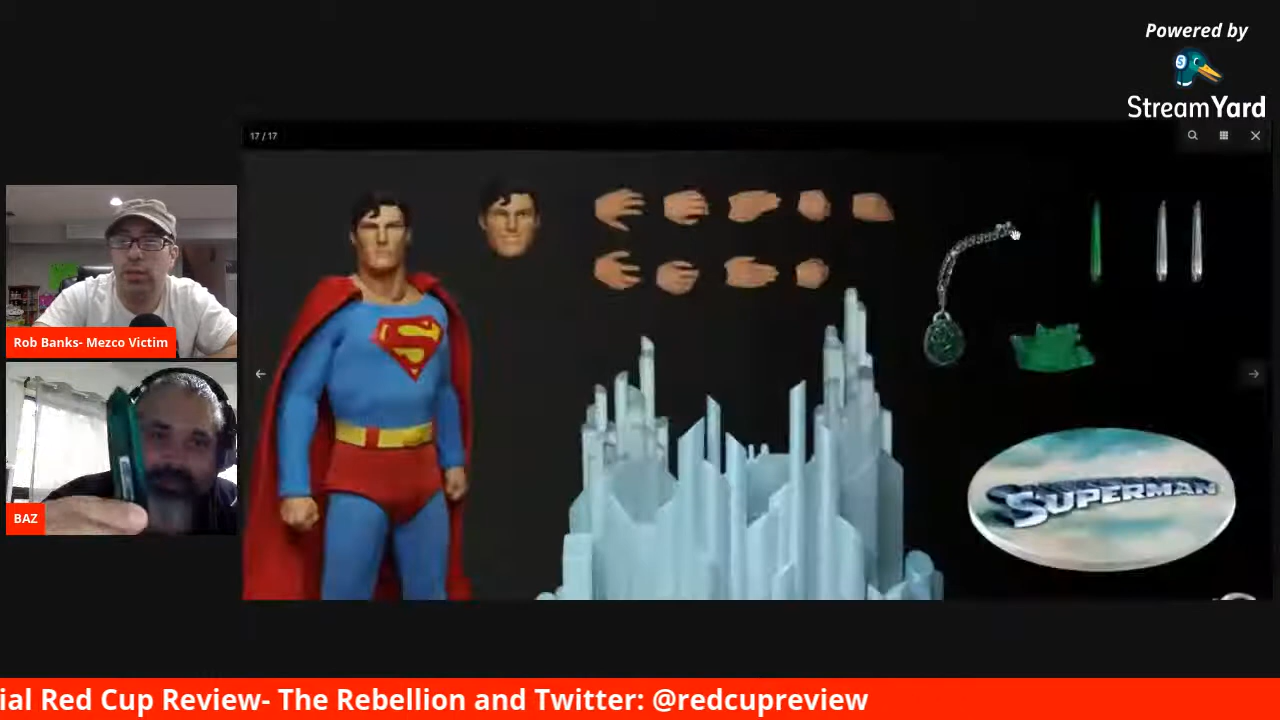 Powered by
StreamYard
17 / 17
Rob Banks- Mezco Victim
BAZ
S
SUPERMAN
ial Red Cup Review- The Rebellion and Twitter: @redcupreview